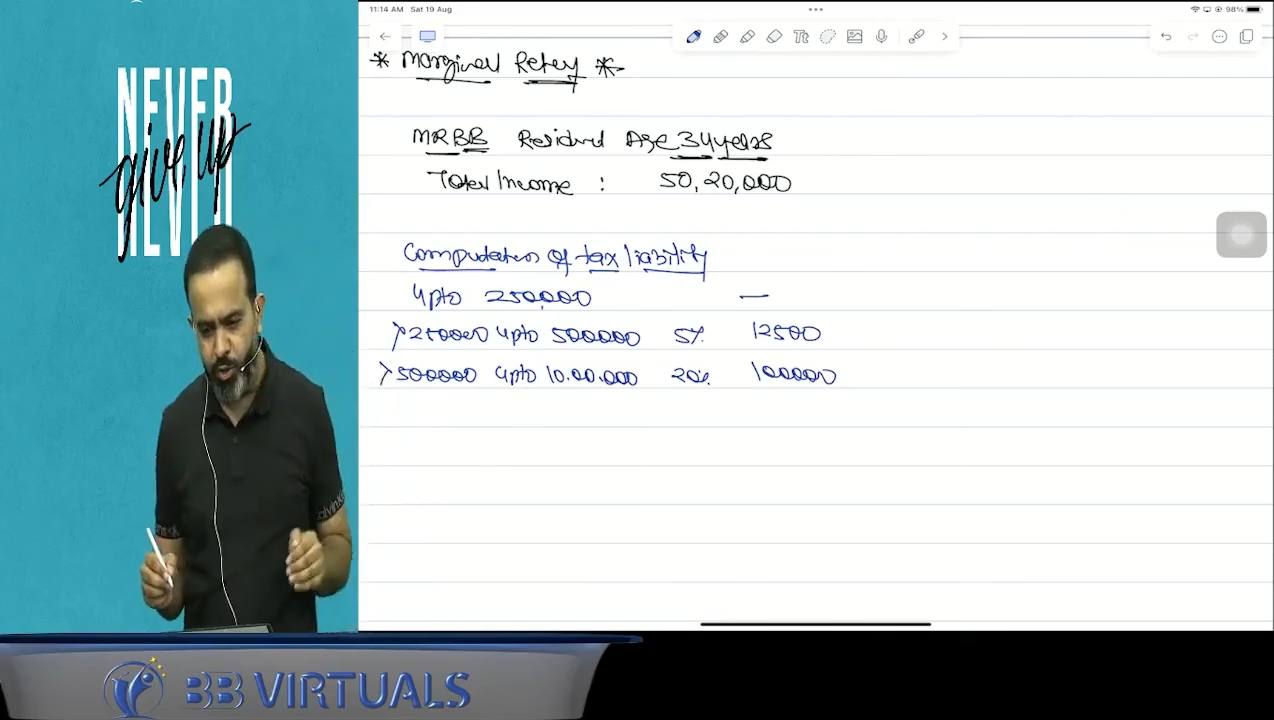 11:14 AM Sat 19 Aug
98%
NEVER
give up
NEVER
* Marginal Relief *
MR BB Resident Age 34 years
Total Income : 50,20,000
Computation of tax liability
upto 250,000 —
>250000 upto 500000 5% 12500
>500000 upto 10,00,000 20% 100000
BB VIRTUALS